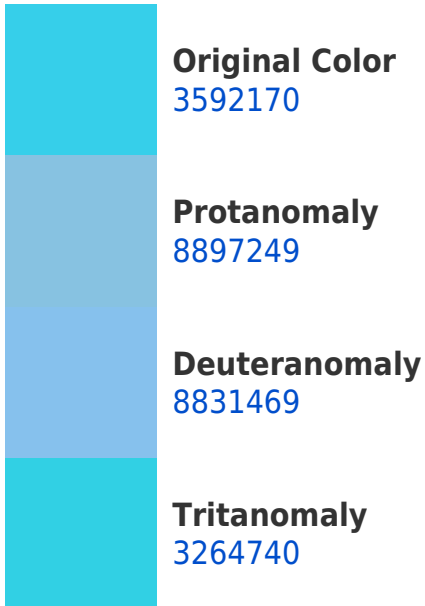 Original Color
3592170
Protanomaly
8897249
Deuteranomaly
8831469
Tritanomaly
3264740